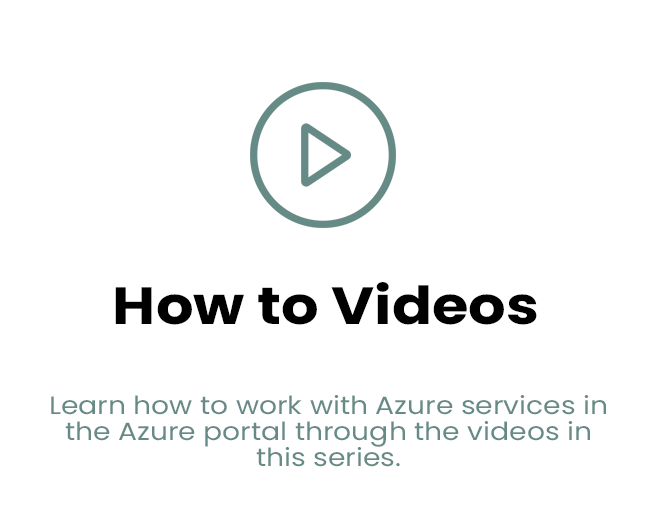 How to Videos
Learn how to work with Azure services in
the Azure portal through the videos in
this series.